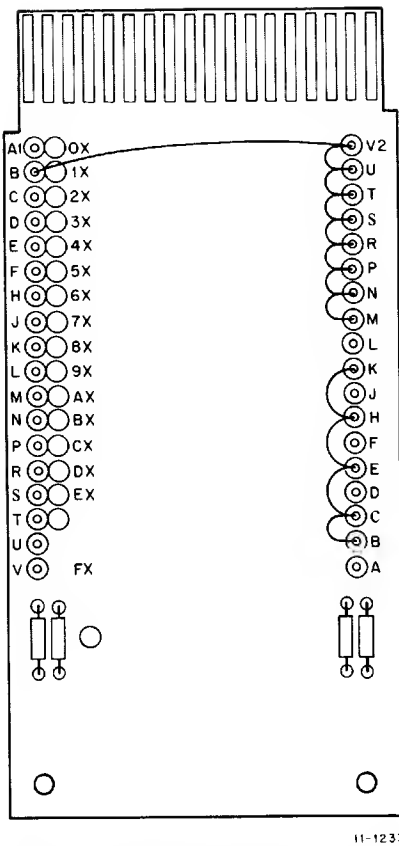 A1 0X V2
B 1X U
C 2X T
D 3X S
E 4X R
F 5X P
H 6X N
J 7X M
K 8X L
L 9X K
M AX J
N BX H
P CX F
R DX E
S EX D
T C
U B
V FX A